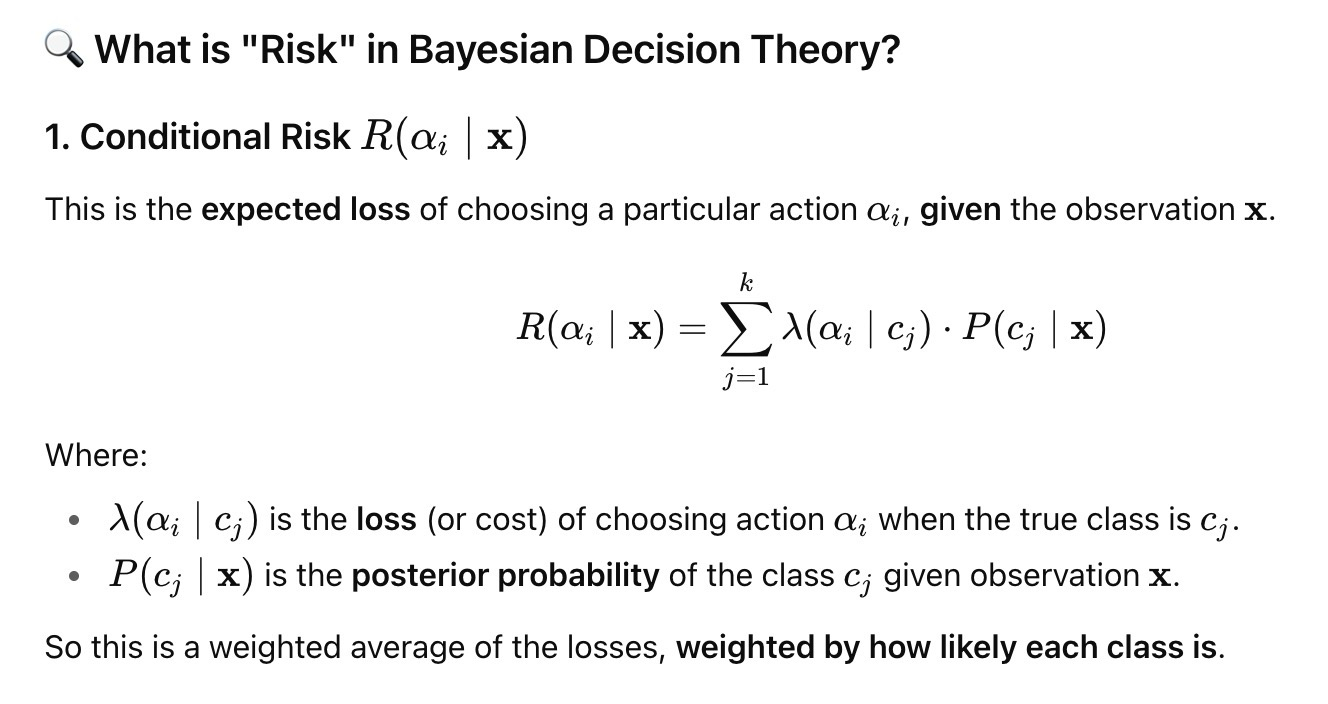 🔍 What is "Risk" in Bayesian Decision Theory?
1. Conditional Risk R(αᵢ | 𝐱)
This is the expected loss of choosing a particular action αᵢ, given the observation 𝐱.
R(αᵢ | 𝐱) = ∑_{j=1}^{k} λ(αᵢ | cⱼ) · P(cⱼ | 𝐱)
Where:
• λ(αᵢ | cⱼ) is the loss (or cost) of choosing action αᵢ when the true class is cⱼ.
• P(cⱼ | 𝐱) is the posterior probability of the class cⱼ given observation 𝐱.
So this is a weighted average of the losses, weighted by how likely each class is.